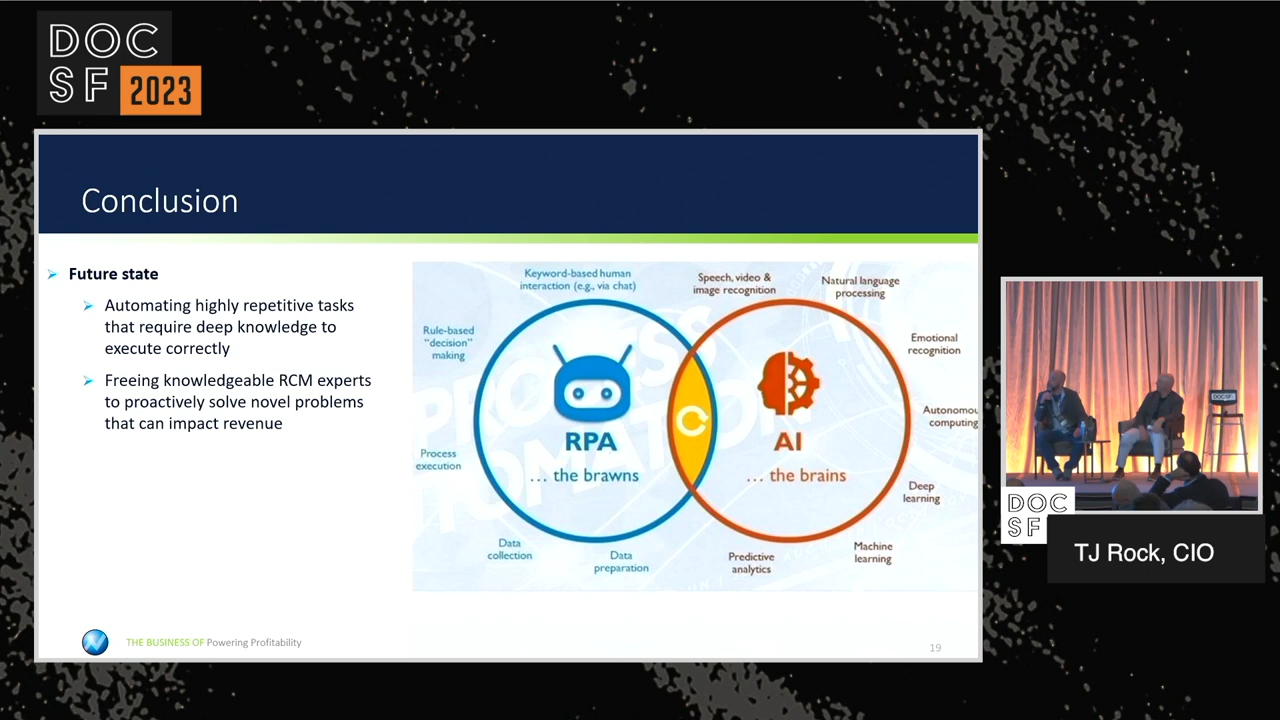 DOC
SF 2023
Conclusion
Future state
Automating highly repetitive tasks
that require deep knowledge to
execute correctly
Freeing knowledgeable RCM experts
to proactively solve novel problems
that can impact revenue
Keyword-based human
interaction (e.g., via chat)
Speech, video &
image recognition
Natural language
processing
Rule-based
"decision"
making
Emotional
recognition
Autonomou
computing
Process
execution
Deep
learning
Data
collection
Data
preparation
Predictive
analytics
Machine
learning
RPA
... the brawns
AI
... the brains
PROCESS
THE BUSINESS OF Powering Profitability
19
DOCSF
DOC
SF
TJ Rock, CIO